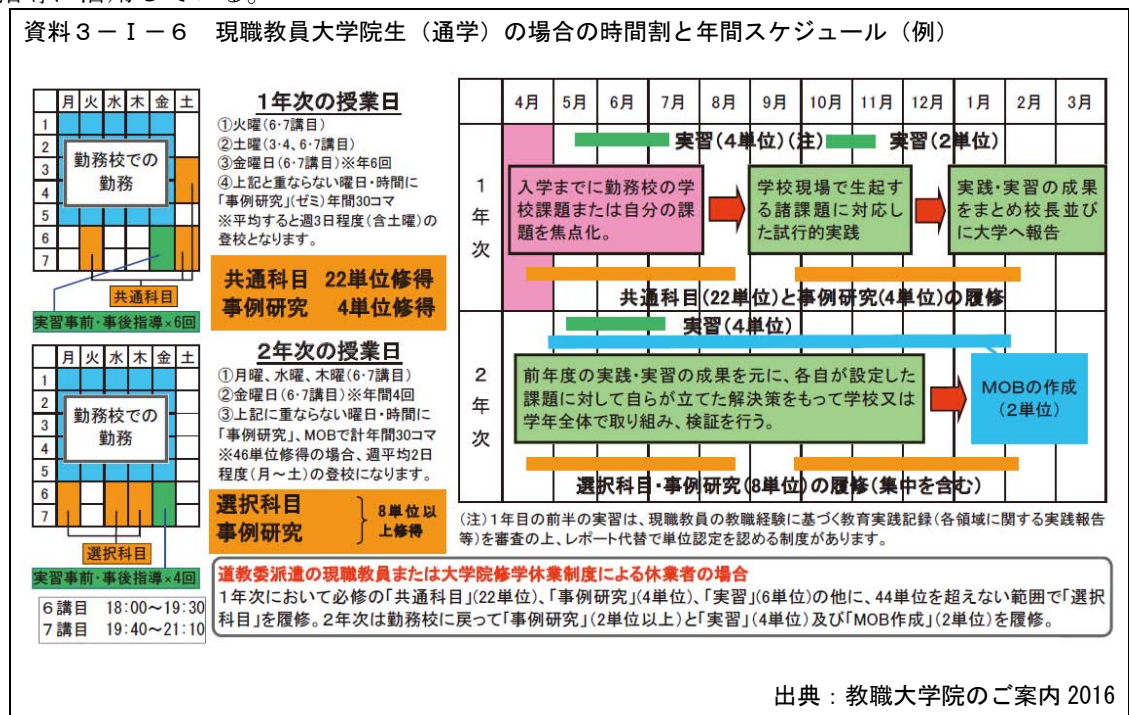 指導に活用している。
資料3-Ⅰ-6 現職教員大学院生（通学）の場合の時間割と年間スケジュール（例）
月 火 水 木 金 土
1
2
3
4
5
6
7
勤務校での
勤務
共通科目
実習事前・事後指導×6回
1年次の授業日
①火曜(6・7講目)
②土曜(3・4、6・7講目)
③金曜日(6・7講目)※年6回
④上記と重ならない曜日・時間に
「事例研究」(ゼミ)年間30コマ
※平均すると週3日程度(含土曜)の
登校となります。
共通科目 22単位修得
事例研究 4単位修得
月 火 水 木 金 土
1
2
3
4
5
6
7
勤務校での
勤務
選択科目
実習事前・事後指導×4回
6講目 18:00～19:30
7講目 19:40～21:10
2年次の授業日
①月曜、水曜、木曜(6・7講目)
②金曜日(6・7講目)※年間4回
③上記に重ならない曜日・時間に
「事例研究」、MOBで計年間30コマ
※46単位修得の場合、週平均2日
程度(月～土)の登校になります。
選択科目
事例研究
8単位以
上修得
4月 5月 6月 7月 8月 9月 10月 11月 12月 1月 2月 3月
1
年
次
実習(4単位)(注) 実習(2単位)
入学までに勤務校の学
校課題または自分の課
題を焦点化。
学校現場で生起す
る諸課題に対応し
た試行的実践
実践・実習の成果
をまとめ校長並び
に大学へ報告
共通科目(22単位)と事例研究(4単位)の履修
2
年
次
実習(4単位)
前年度の実践・実習の成果を元に、各自が設定した
課題に対して自らが立てた解決策をもって学校又は
学年全体で取り組み、検証を行う。
MOBの作成
(2単位)
選択科目・事例研究(8単位)の履修(集中を含む)
(注)1年目の前半の実習は、現職教員の教職経験に基づく教育実践記録(各領域に関する実践報告
等)を審査の上、レポート代替で単位認定を認める制度があります。
道教委派遣の現職教員または大学院修学休業制度による休業者の場合
1年次において必修の「共通科目」(22単位)、「事例研究」(4単位)、「実習」(6単位)の他に、44単位を超えない範囲で「選択
科目」を履修。2年次は勤務校に戻って「事例研究」(2単位以上)と「実習」(4単位)及び「MOB作成」(2単位)を履修。
出典：教職大学院のご案内 2016